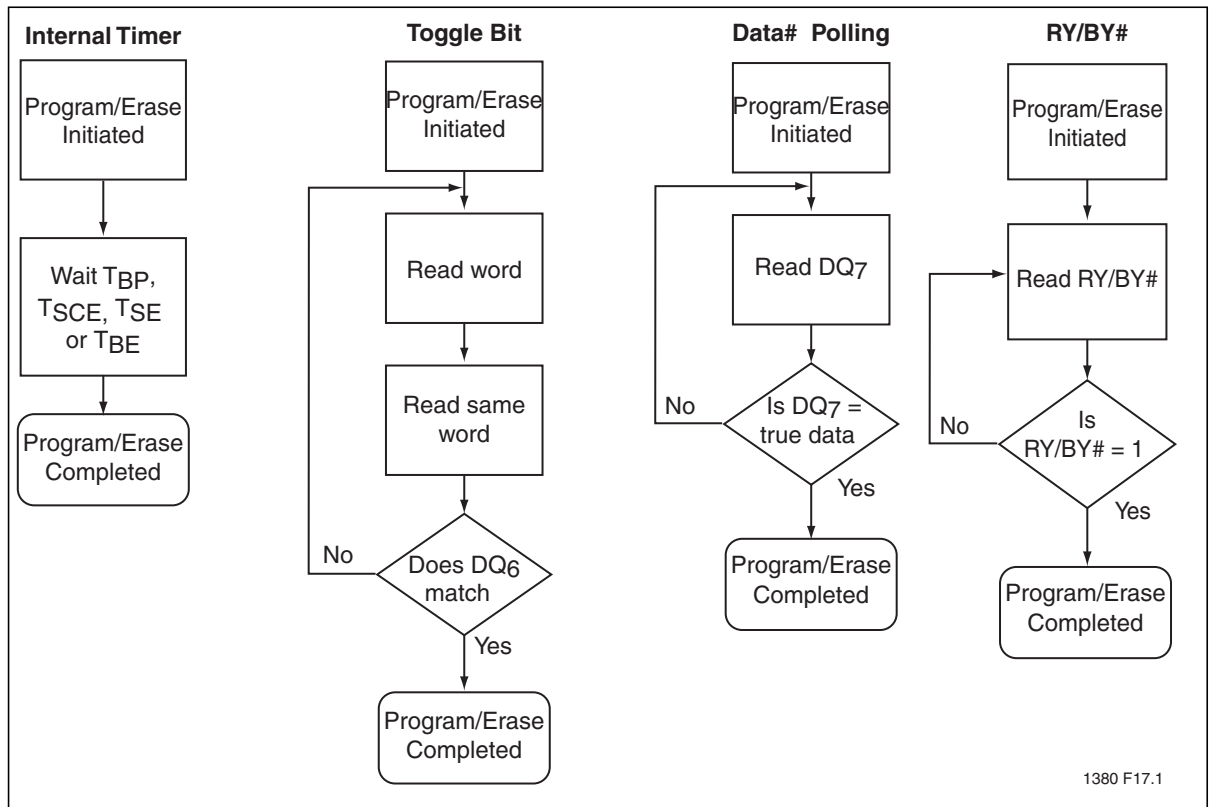 Internal Timer
Program/Erase
Initiated
Wait TBP,
TSCE, TSE
or TBE
Program/Erase
Completed
Toggle Bit
Program/Erase
Initiated
Read word
Read same
word
No
Does DQ6
match
Yes
Program/Erase
Completed
Data# Polling
Program/Erase
Initiated
Read DQ7
No
Is DQ7 =
true data
Yes
Program/Erase
Completed
RY/BY#
Program/Erase
Initiated
Read RY/BY#
No
Is
RY/BY# = 1
Yes
Program/Erase
Completed
1380 F17.1